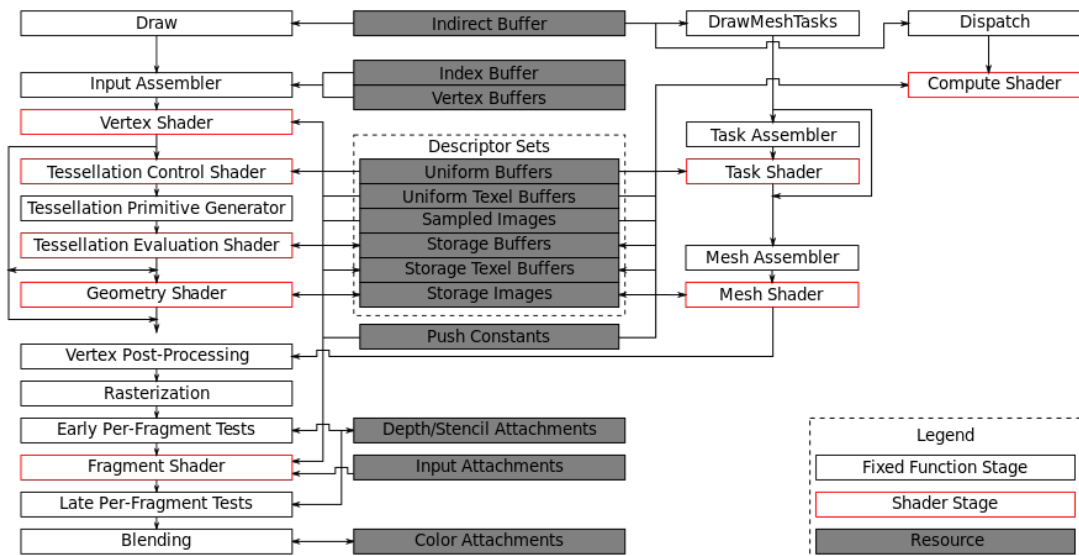 Draw
Indirect Buffer
DrawMeshTasks
Dispatch
Input Assembler
Index Buffer
Vertex Buffers
Compute Shader
Vertex Shader
Task Assembler
Descriptor Sets
Tessellation Control Shader
Uniform Buffers
Task Shader
Uniform Texel Buffers
Tessellation Primitive Generator
Sampled Images
Tessellation Evaluation Shader
Storage Buffers
Mesh Assembler
Storage Texel Buffers
Geometry Shader
Storage Images
Mesh Shader
Push Constants
Vertex Post-Processing
Rasterization
Early Per-Fragment Tests
Depth/Stencil Attachments
Legend
Fragment Shader
Input Attachments
Fixed Function Stage
Late Per-Fragment Tests
Shader Stage
Blending
Color Attachments
Resource